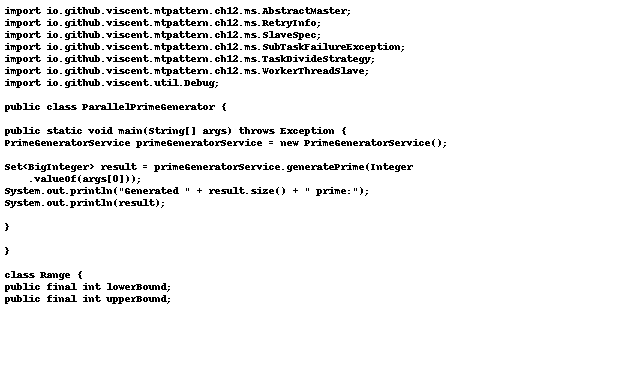 import io.github.viscent.mtpattern.ch12.ms.AbstractMaster;
import io.github.viscent.mtpattern.ch12.ms.RetryInfo;
import io.github.viscent.mtpattern.ch12.ms.SlaveSpec;
import io.github.viscent.mtpattern.ch12.ms.SubTaskFailureException;
import io.github.viscent.mtpattern.ch12.ms.TaskDivideStrategy;
import io.github.viscent.mtpattern.ch12.ms.WorkerThreadSlave;
import io.github.viscent.util.Debug;

public class ParallelPrimeGenerator {

public static void main(String[] args) throws Exception {
PrimeGeneratorService primeGeneratorService = new PrimeGeneratorService();

Set<BigInteger> result = primeGeneratorService.generatePrime(Integer
    .valueOf(args[0]));
System.out.println("Generated " + result.size() + " prime:");
System.out.println(result);

}

}

class Range {
public final int lowerBound;
public final int upperBound;